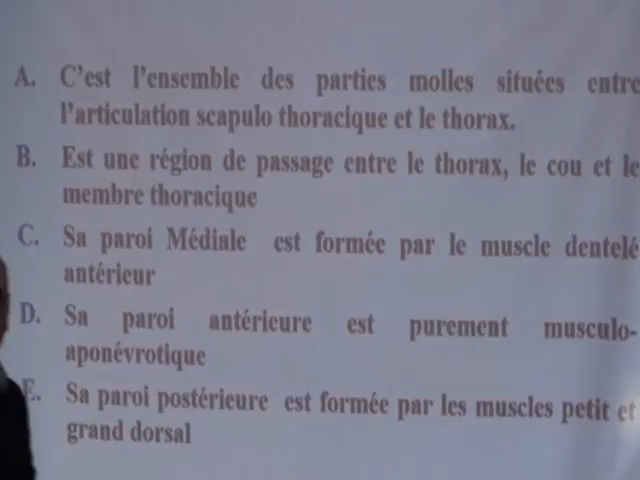 A. C'est l'ensemble des parties molles situées entre
l'articulation scapulo thoracique et le thorax.
B. Est une région de passage entre le thorax, le cou et le
membre thoracique
C. Sa paroi Médiale est formée par le muscle dentelé
antérieur
D. Sa paroi antérieure est purement musculo-
aponévrotique
E. Sa paroi postérieure est formée par les muscles petit et
grand dorsal